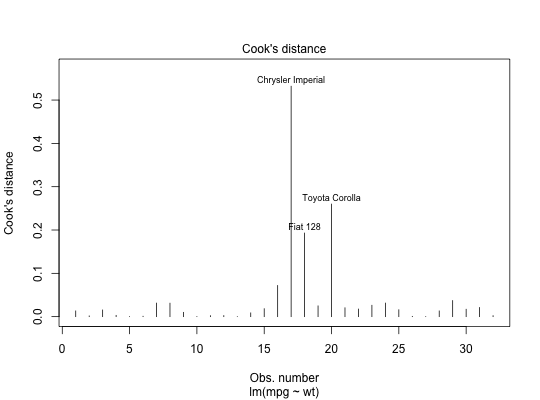 Cook's distance
Chrysler Imperial
Toyota Corolla
Fiat 128
Cook's distance
0.5
0.4
0.3
0.2
0.1
0.0
0 5 10 15 20 25 30
Obs. number
lm(mpg ~ wt)